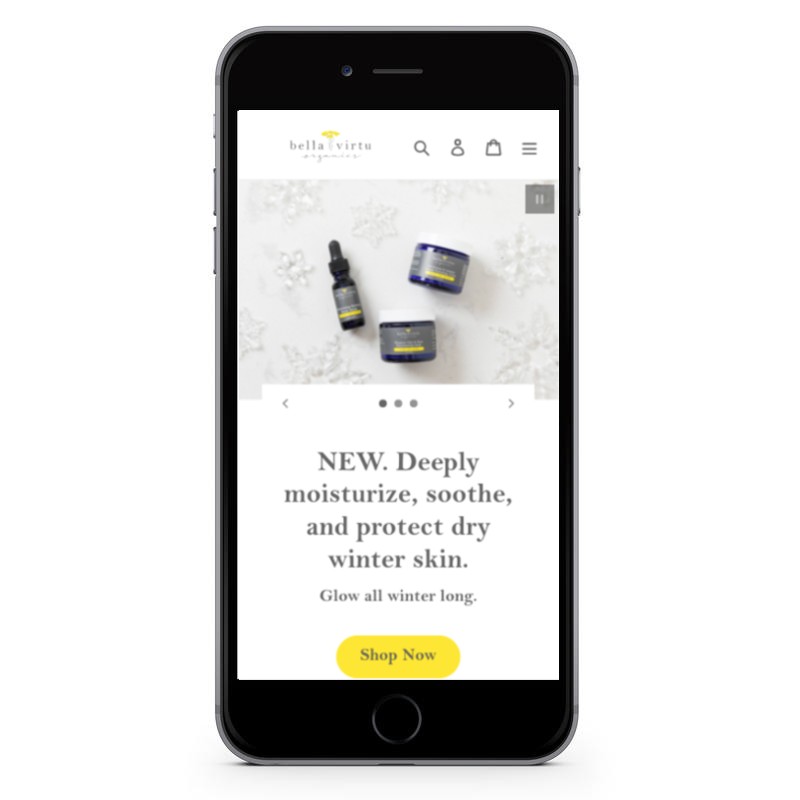 bella virtu
organics
NEW. Deeply
moisturize, soothe,
and protect dry
winter skin.
Glow all winter long.
Shop Now